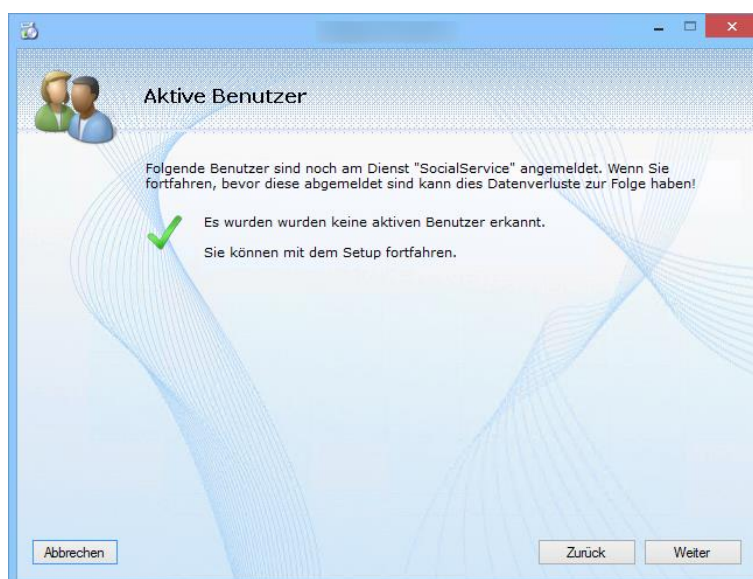 Aktive Benutzer
Folgende Benutzer sind noch am Dienst "SocialService" angemeldet. Wenn Sie
fortfahren, bevor diese abgemeldet sind kann dies Datenverluste zur Folge haben!
Es wurden wurden keine aktiven Benutzer erkannt.
Sie können mit dem Setup fortfahren.
Abbrechen
Zurück
Weiter